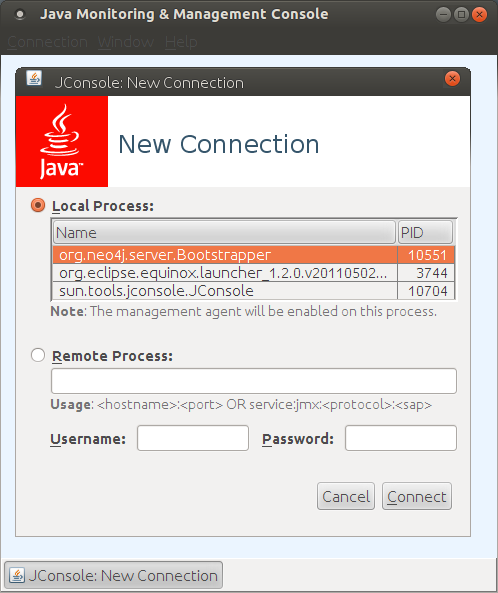 Java Monitoring & Management Console
Connection Window Help
JConsole: New Connection
Java™
New Connection
Local Process:
Name PID
org.neo4j.server.Bootstrapper 10551
org.eclipse.equinox.launcher_1.2.0.v20110502... 3744
sun.tools.jconsole.JConsole 10704
Note: The management agent will be enabled on this process.
Remote Process:
Usage: <hostname>:<port> OR service:jmx:<protocol>:<sap>
Username: Password:
Cancel Connect
JConsole: New Connection